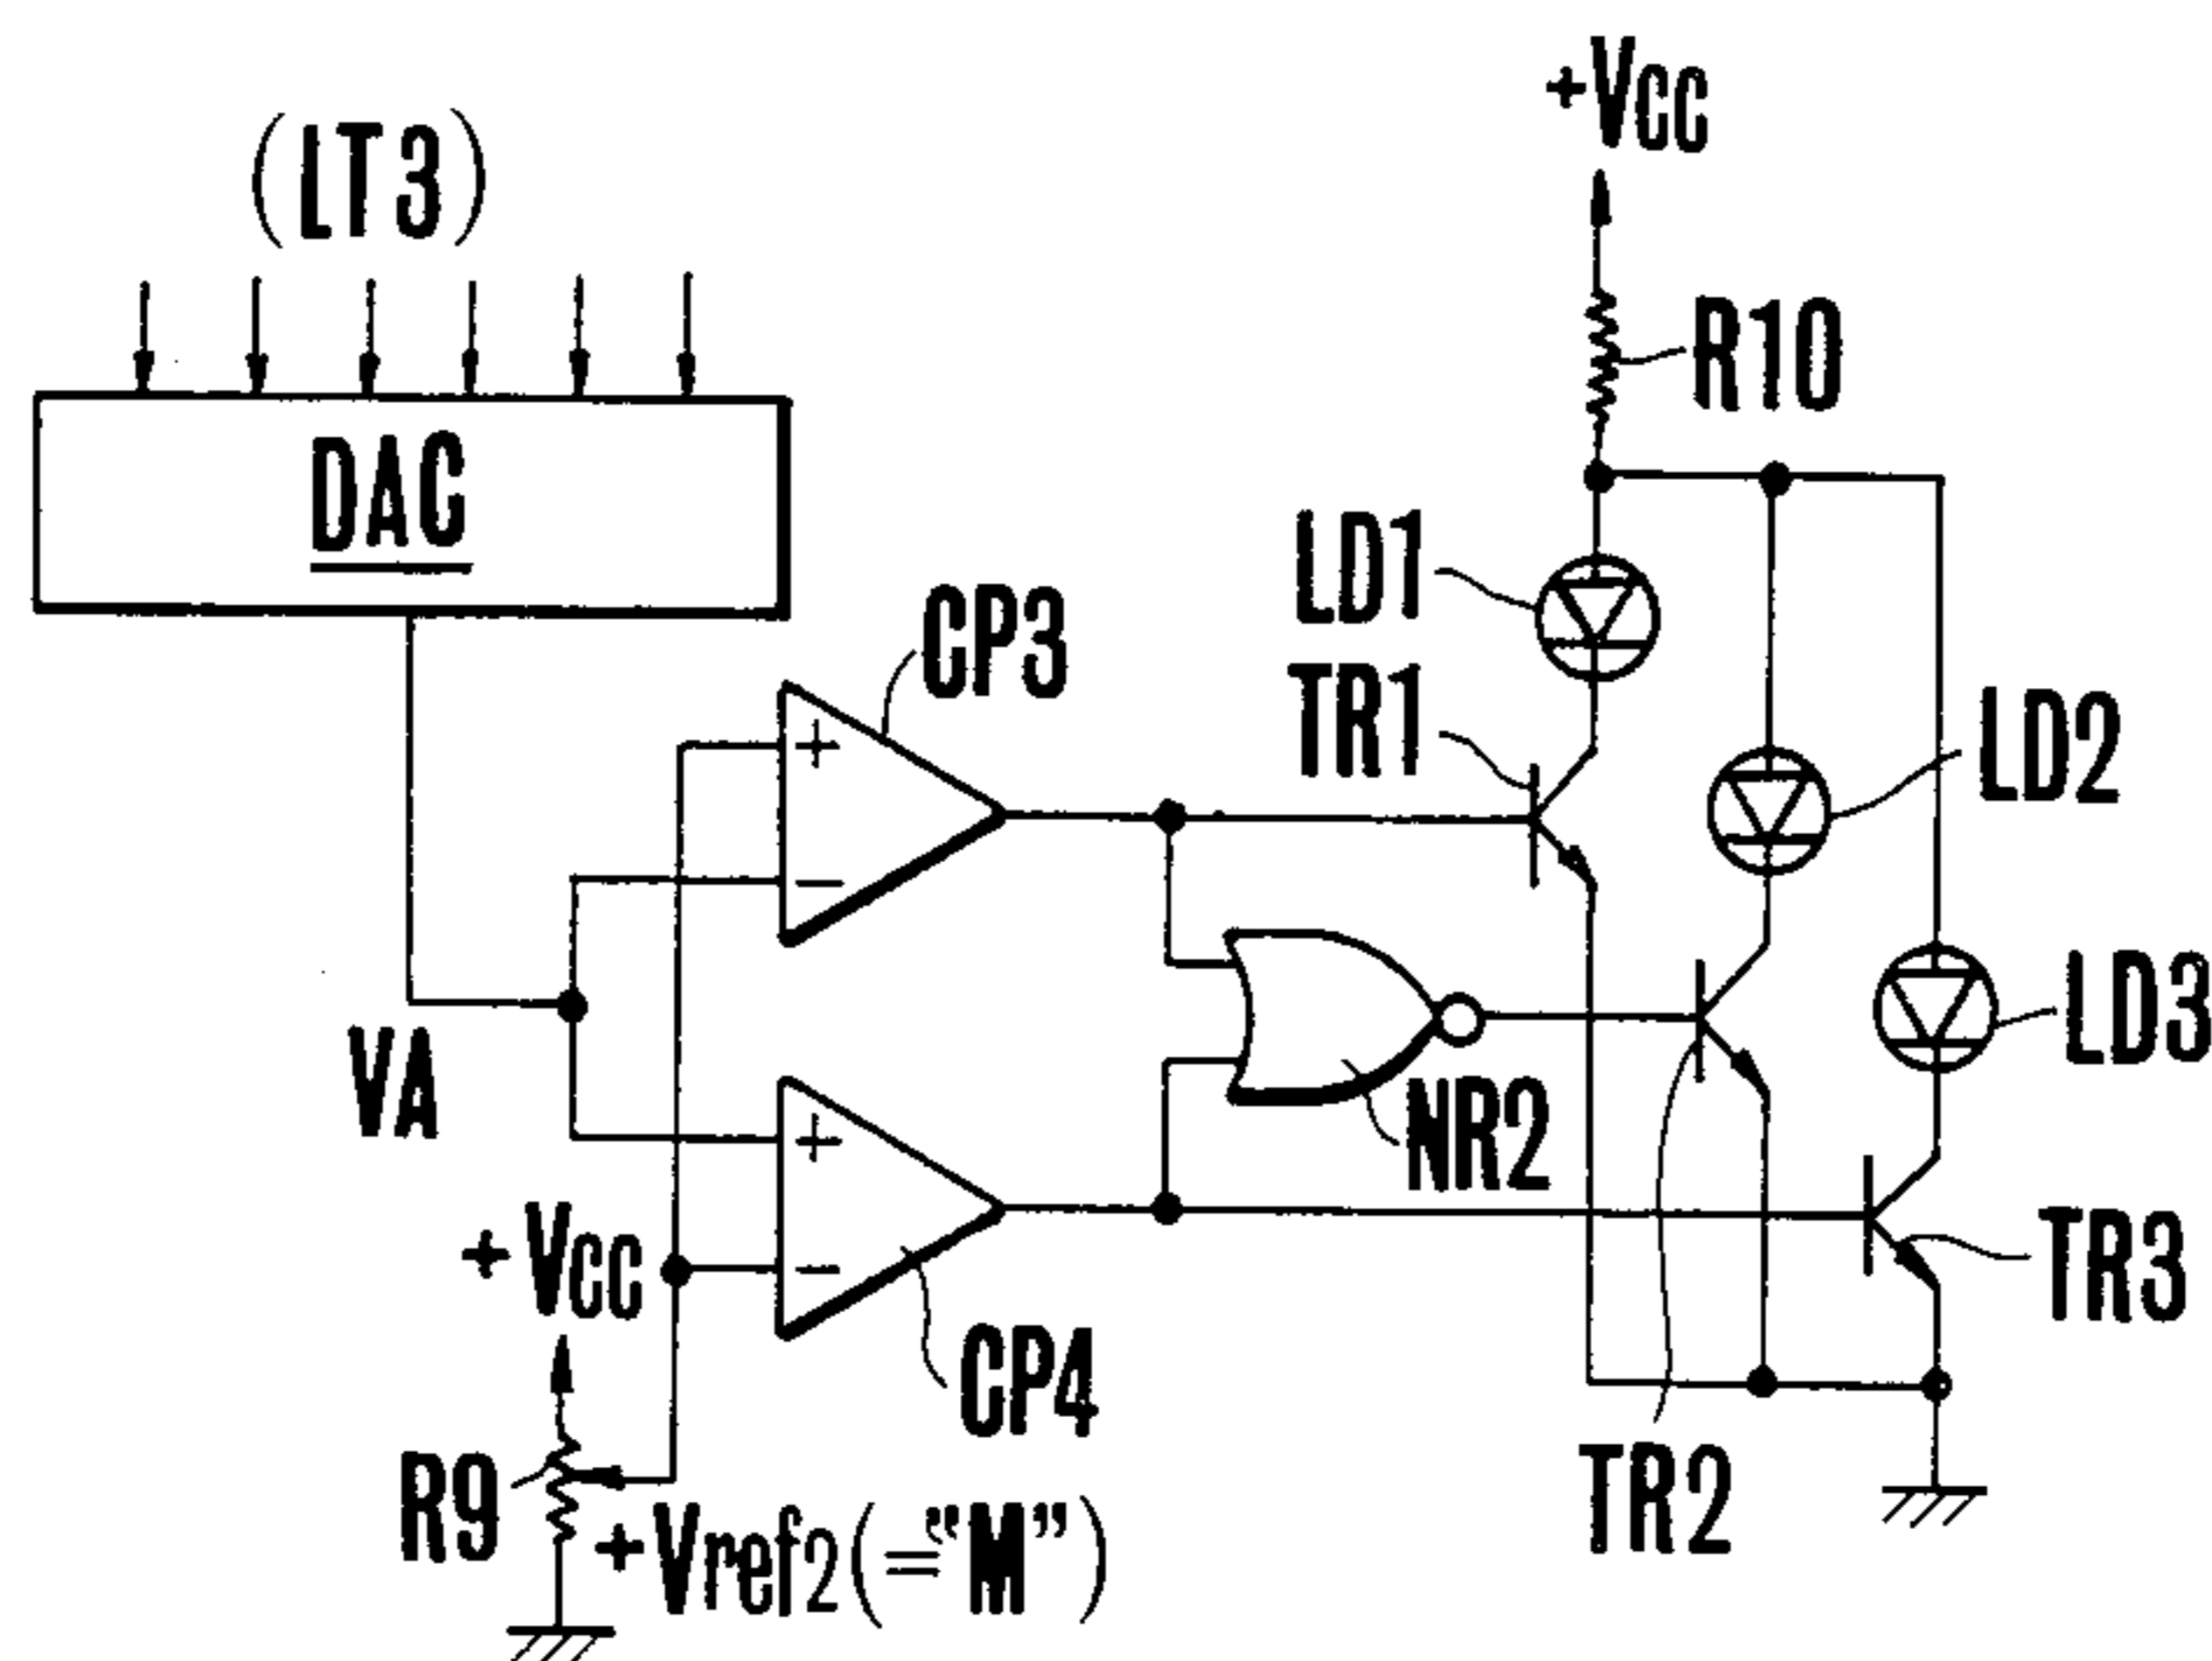 +Vcc
(LT3)
R10
DAC
LD1
CP3
TR1
LD2
+
−
LD3
VA
NR2
+
−
+Vcc
TR3
CP4
R9
TR2
+Vref2(="M")